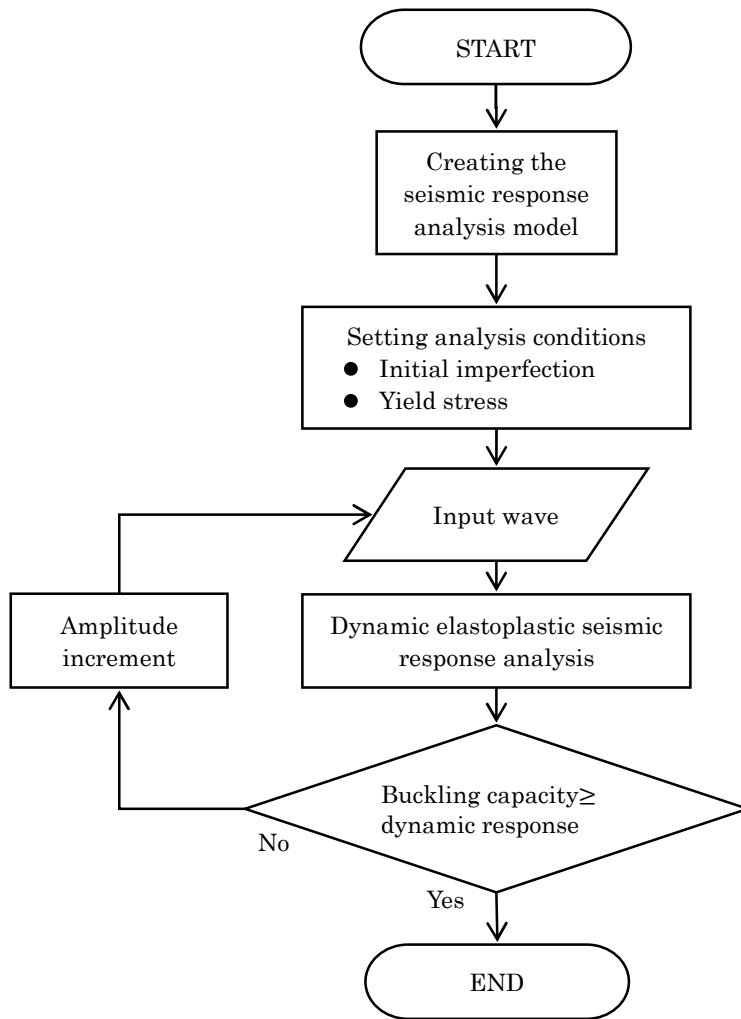 START
Creating the
seismic response
analysis model
Setting analysis conditions
● Initial imperfection
● Yield stress
Input wave
Amplitude
increment
Dynamic elastoplastic seismic
response analysis
Buckling capacity≥
dynamic response
No
Yes
END